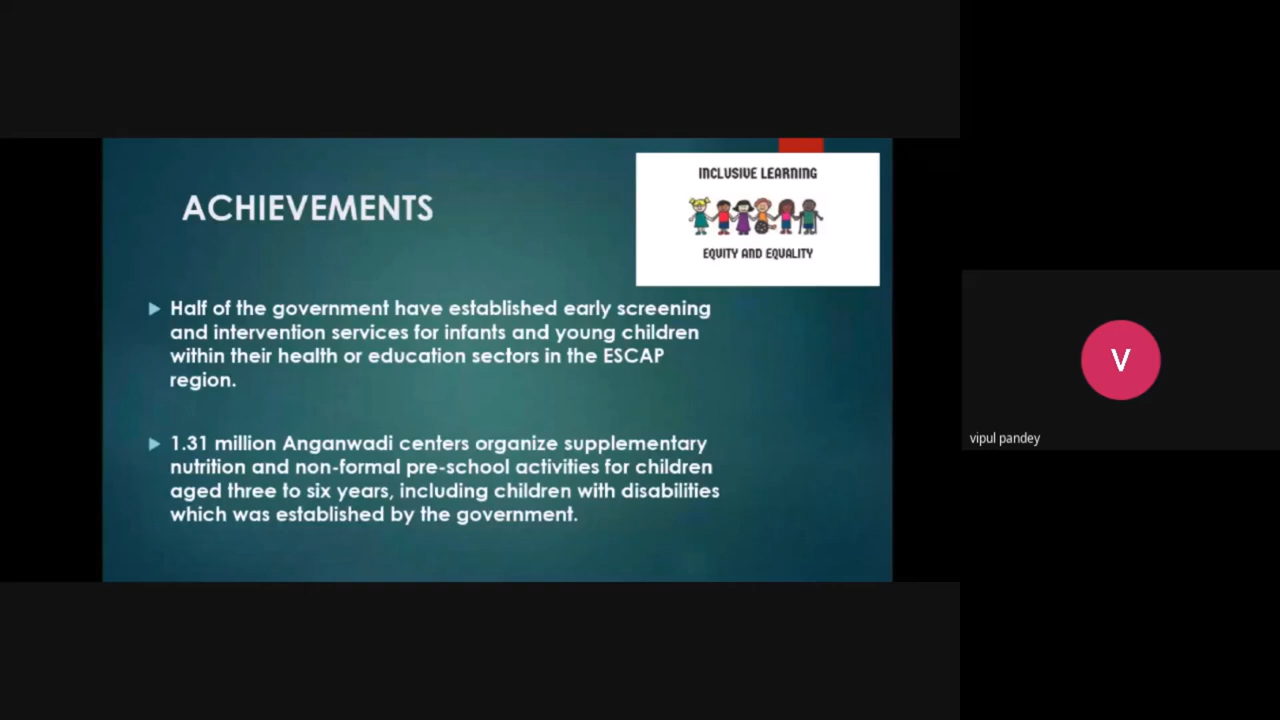 ACHIEVEMENTS
INCLUSIVE LEARNING
EQUITY AND EQUALITY
Half of the government have established early screening
and intervention services for infants and young children
within their health or education sectors in the ESCAP
region.
1.31 million Anganwadi centers organize supplementary
nutrition and non-formal pre-school activities for children
aged three to six years, including children with disabilities
which was established by the government.
V
vipul pandey